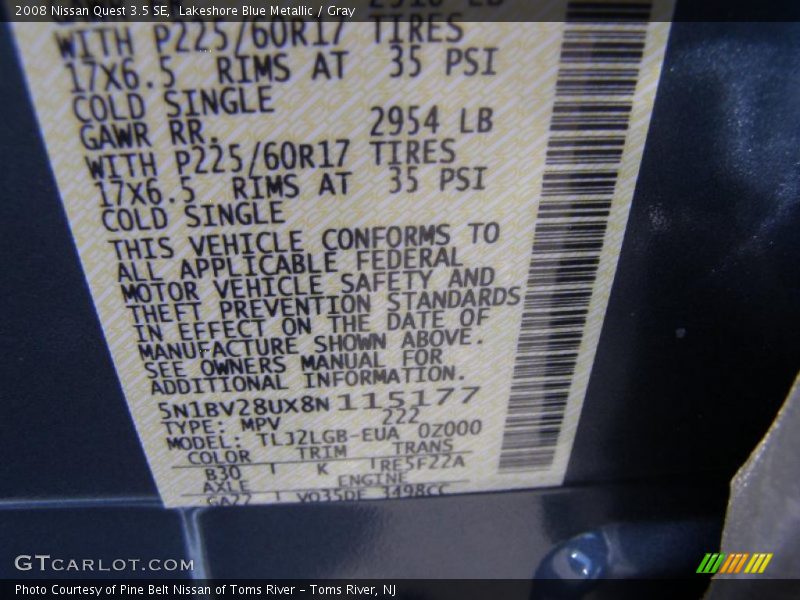 2008 Nissan Quest 3.5 SE, Lakeshore Blue Metallic / Gray
WITH P225/60R17 TIRES
17X6.5 RIMS AT 35 PSI
COLD SINGLE
GAWR RR. 2954 LB
WITH P225/60R17 TIRES
17X6.5 RIMS AT 35 PSI
COLD SINGLE
THIS VEHICLE CONFORMS TO
ALL APPLICABLE FEDERAL
MOTOR VEHICLE SAFETY AND
THEFT PREVENTION STANDARDS
IN EFFECT ON THE DATE OF
MANUFACTURE SHOWN ABOVE.
SEE OWNERS MANUAL FOR
ADDITIONAL INFORMATION.
5N1BV28UX8N115177
TYPE: MPV 222
MODEL: TLJ2LGB-EUA 0Z000
COLOR TRIM TRANS
B30 K RE5F22A
AXLE ENGINE
GA22 VQ35DE 3498CC
GTCARLOT.COM
Photo Courtesy of Pine Belt Nissan of Toms River – Toms River, NJ